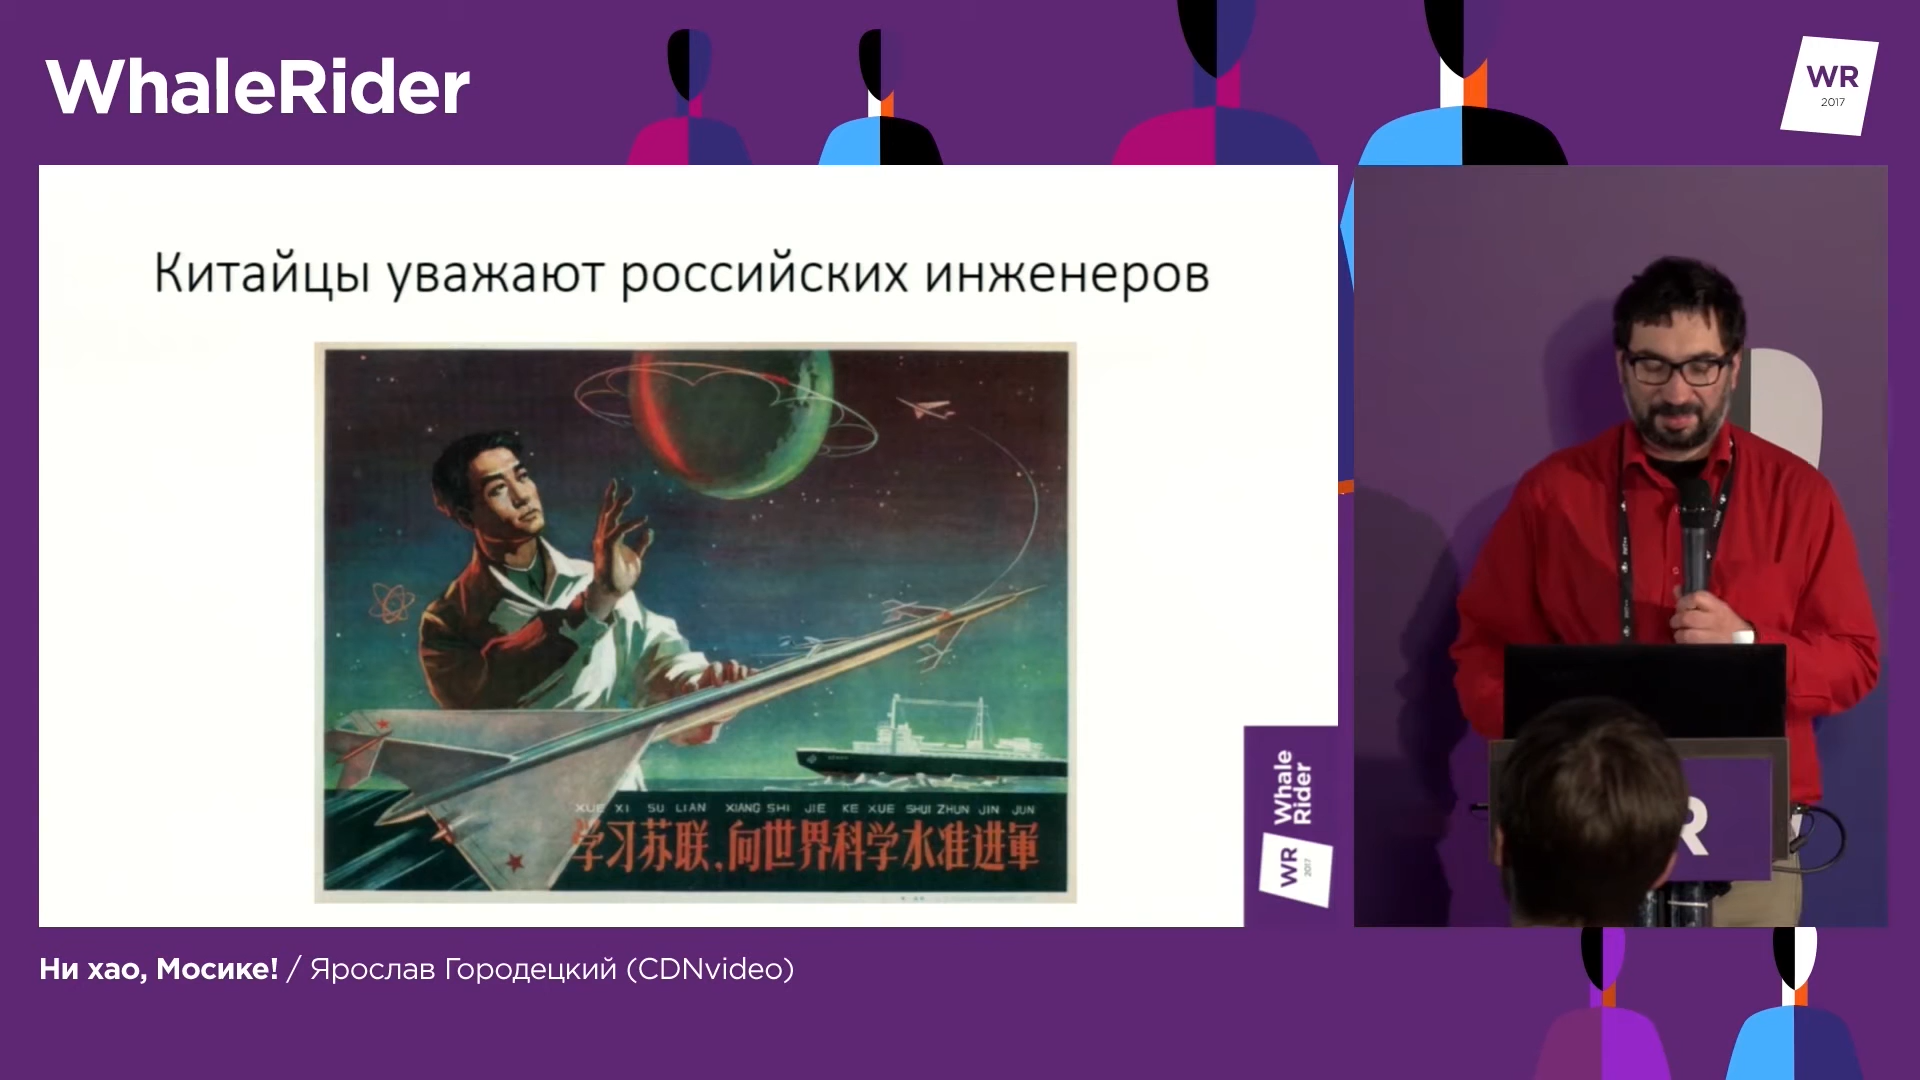 WhaleRider
WR
2017
Китайцы уважают российских инженеров
XUE XI SU LIAN XIANG SHI JIE KE XUE SHUI ZHUN JIN JUN
学习苏联,向世界科学水准进軍
Whale
Rider
WR
2017
R
Ни хао, Мосике! / Ярослав Городецкий (CDNvideo)